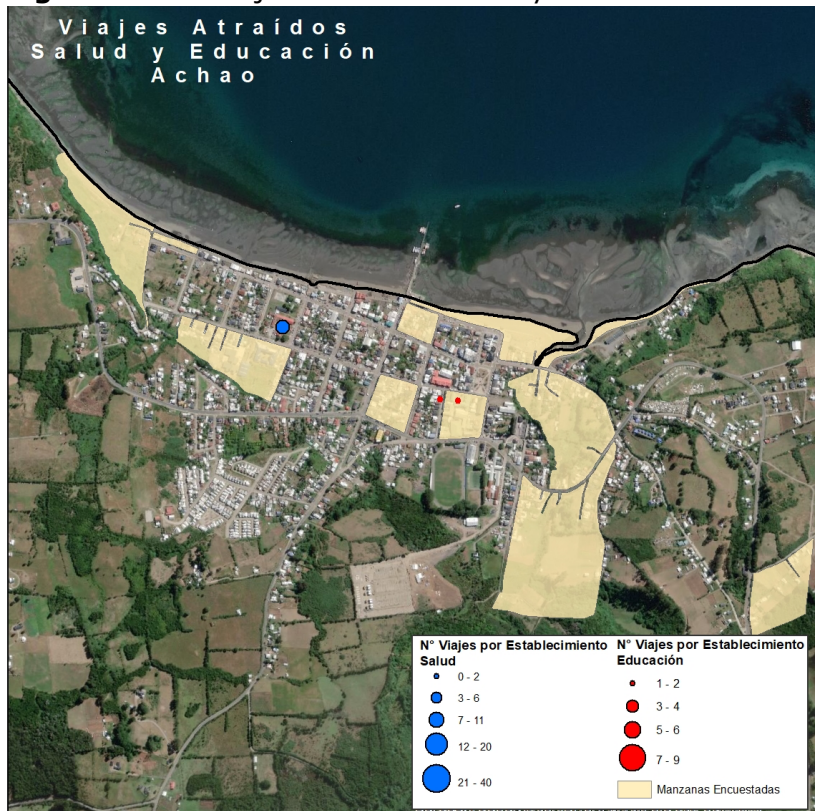 Viajes Atraídos
Salud y Educación
Achao
N° Viajes por Establecimiento
Salud
0 - 2
3 - 6
7 - 11
12 - 20
21 - 40
N° Viajes por Establecimiento
Educación
1 - 2
3 - 4
5 - 6
7 - 9
Manzanas Encuestadas